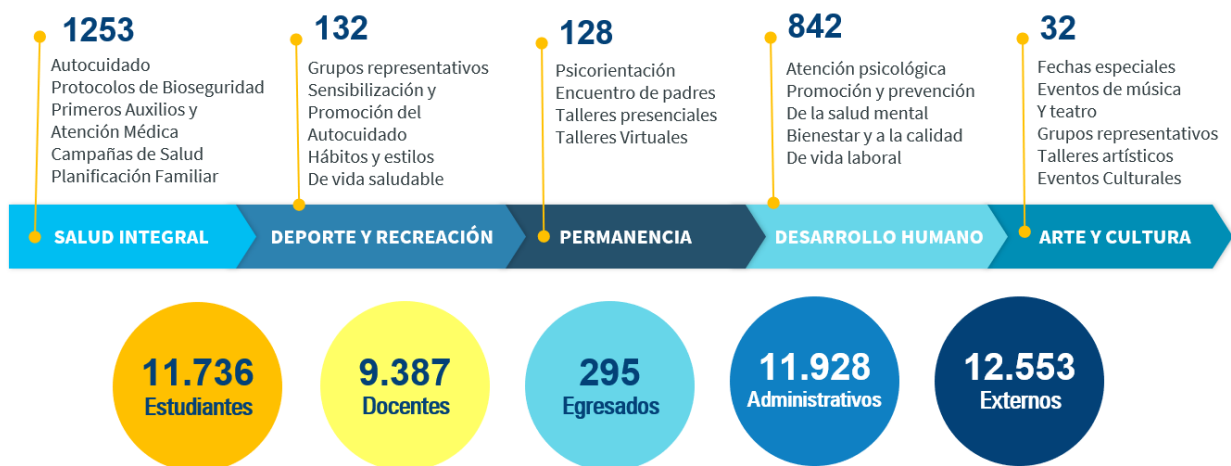 1253
Autocuidado
Protocolos de Bioseguridad
Primeros Auxilios y
Atención Médica
Campañas de Salud
Planificación Familiar
132
Grupos representativos
Sensibilización y
Promoción del
Autocuidado
Hábitos y estilos
De vida saludable
128
Psicorientación
Encuentro de padres
Talleres presenciales
Talleres Virtuales
842
Atención psicológica
Promoción y prevención
De la salud mental
Bienestar y a la calidad
De vida laboral
32
Fechas especiales
Eventos de música
Y teatro
Grupos representativos
Talleres artísticos
Eventos Culturales
SALUD INTEGRAL
DEPORTE Y RECREACIÓN
PERMANENCIA
DESARROLLO HUMANO
ARTE Y CULTURA
11.736
Estudiantes
9.387
Docentes
295
Egresados
11.928
Administrativos
12.553
Externos